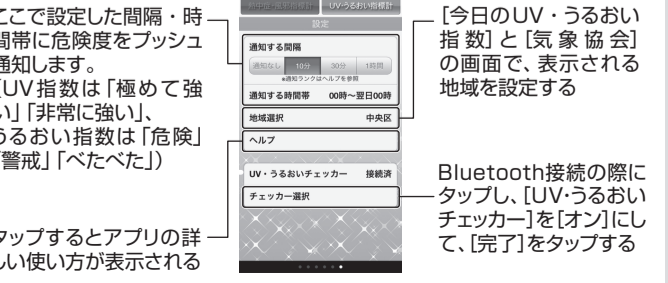 ここで設定した間隔・時
間帯に危険度をプッシュ
通知します。
UV指数は「極めて強
い」「非常に強い」、
うるおい指数は「危険」
「警戒」「べたべた」）
タップするとアプリの詳
しい使い方が表示される
UV・うるおい指標計
設定
通知する間隔
通知なし 10分 30分 1時間
●通知ランクはヘルプを参照
通知する時間帯 00時～翌日00時
地域選択 中央区
ヘルプ
UV・うるおいチェッカー 接続済
チェッカー選択
［今日のUV・うるおい
指数］と［気象協会］
の画面で、表示される
地域を設定する
Bluetooth接続の際に
タップし、［UV・うるおい
チェッカー］を［オン］にし
て、［完了］をタップする